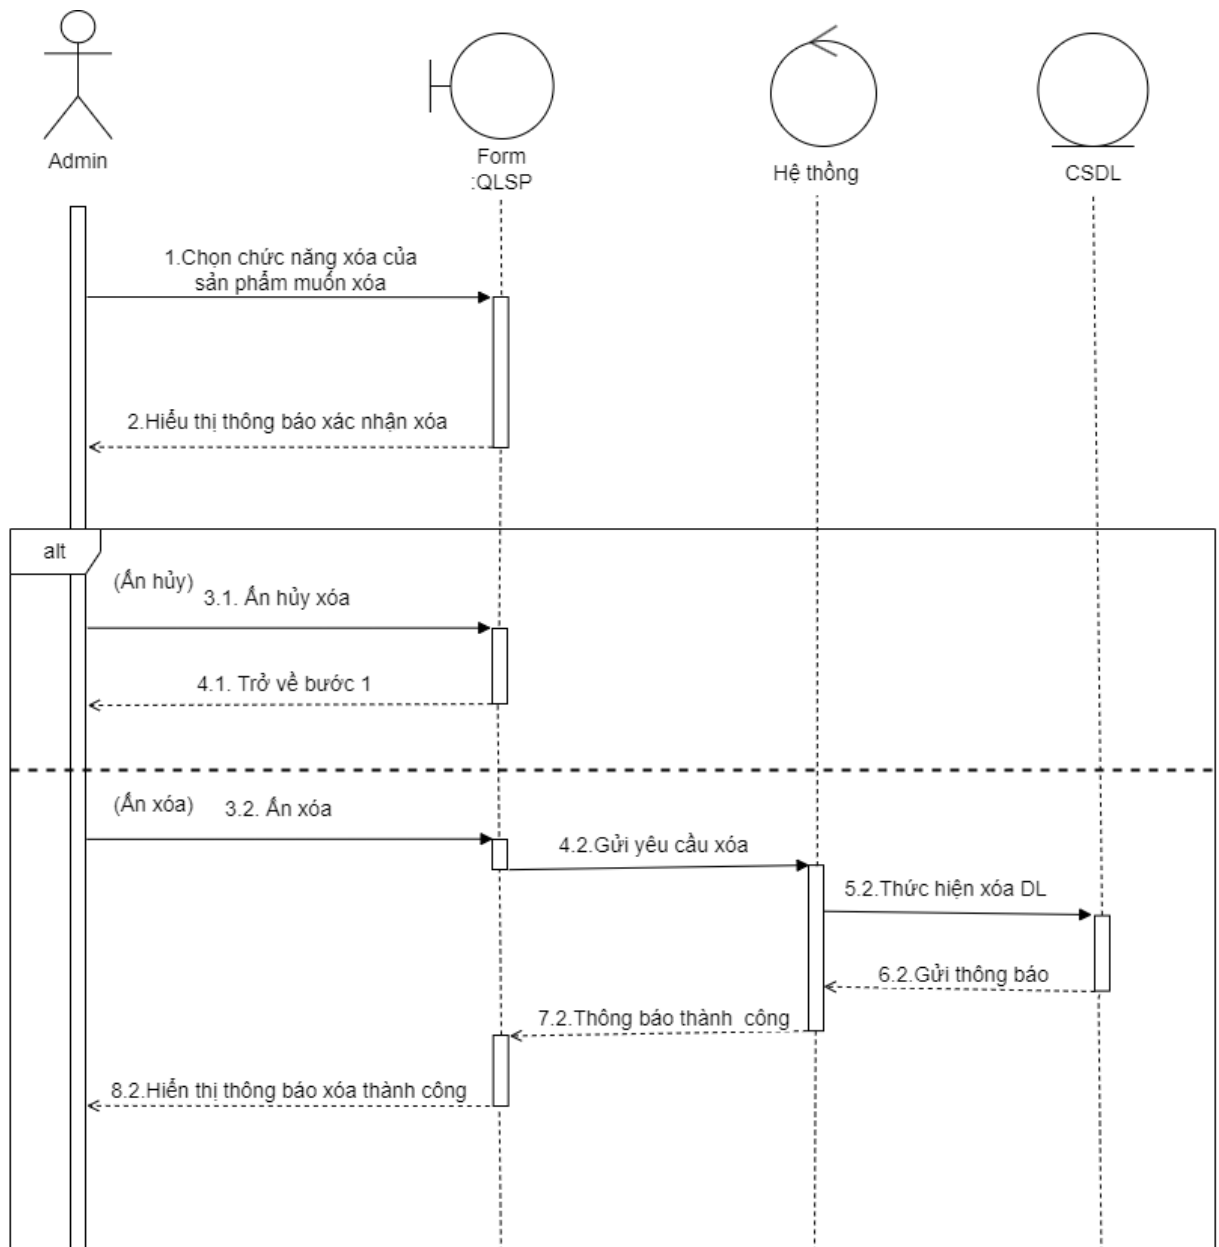 Admin
Form
:QLSP
Hệ thồng
CSDL
1.Chọn chức năng xóa của
sản phẩm muốn xóa
2.Hiểu thị thông báo xác nhận xóa
alt
(Ấn hủy)
3.1. Ấn hủy xóa
4.1. Trở về bước 1
(Ấn xóa)
3.2. Ấn xóa
4.2.Gửi yêu cầu xóa
5.2.Thức hiện xóa DL
6.2.Gửi thông báo
7.2.Thông báo thành  công
8.2.Hiển thị thông báo xóa thành công